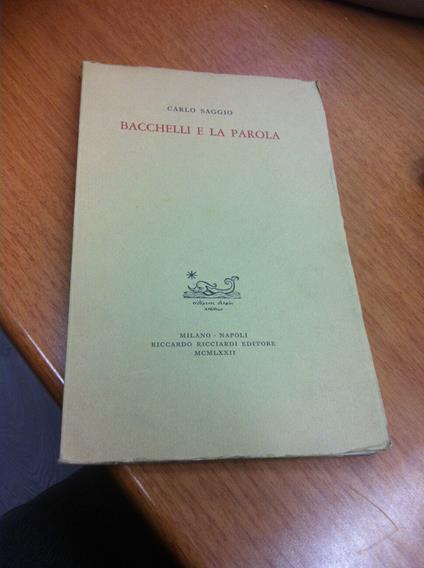 CARLO SAGGIO
BACCHELLI E LA PAROLA
MILANO - NAPOLI
RICCARDO RICCIARDI EDITORE
MCMLXXII